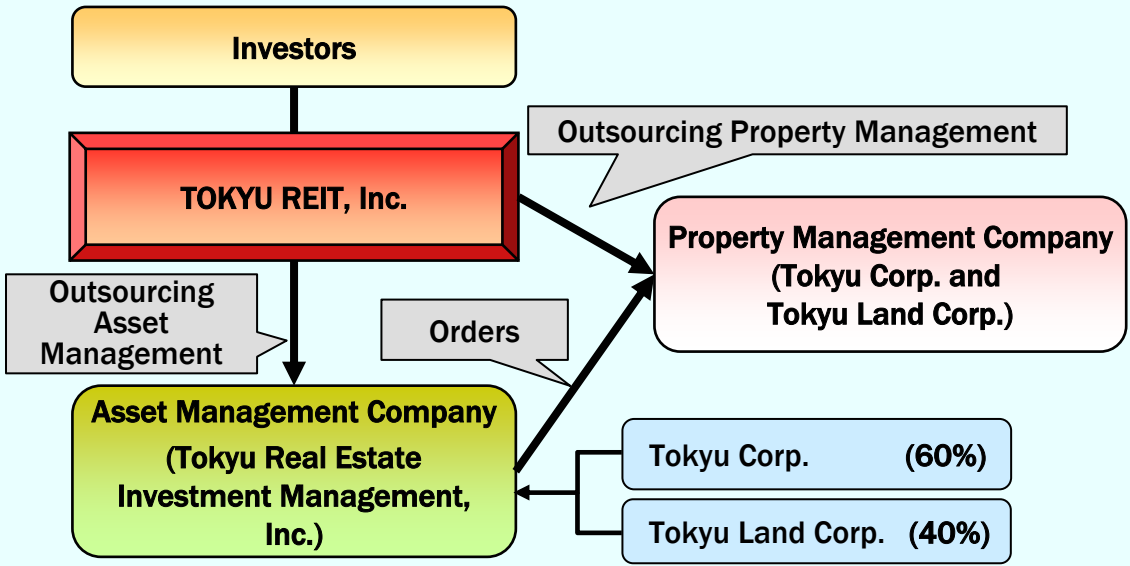 Investors
Outsourcing Property Management
TOKYU REIT, Inc.
Property Management Company
(Tokyu Corp. and
Tokyu Land Corp.)
Outsourcing
Asset
Management
Orders
Asset Management Company
(Tokyu Real Estate
Investment Management,
Inc.)
Tokyu Corp. (60%)
Tokyu Land Corp. (40%)